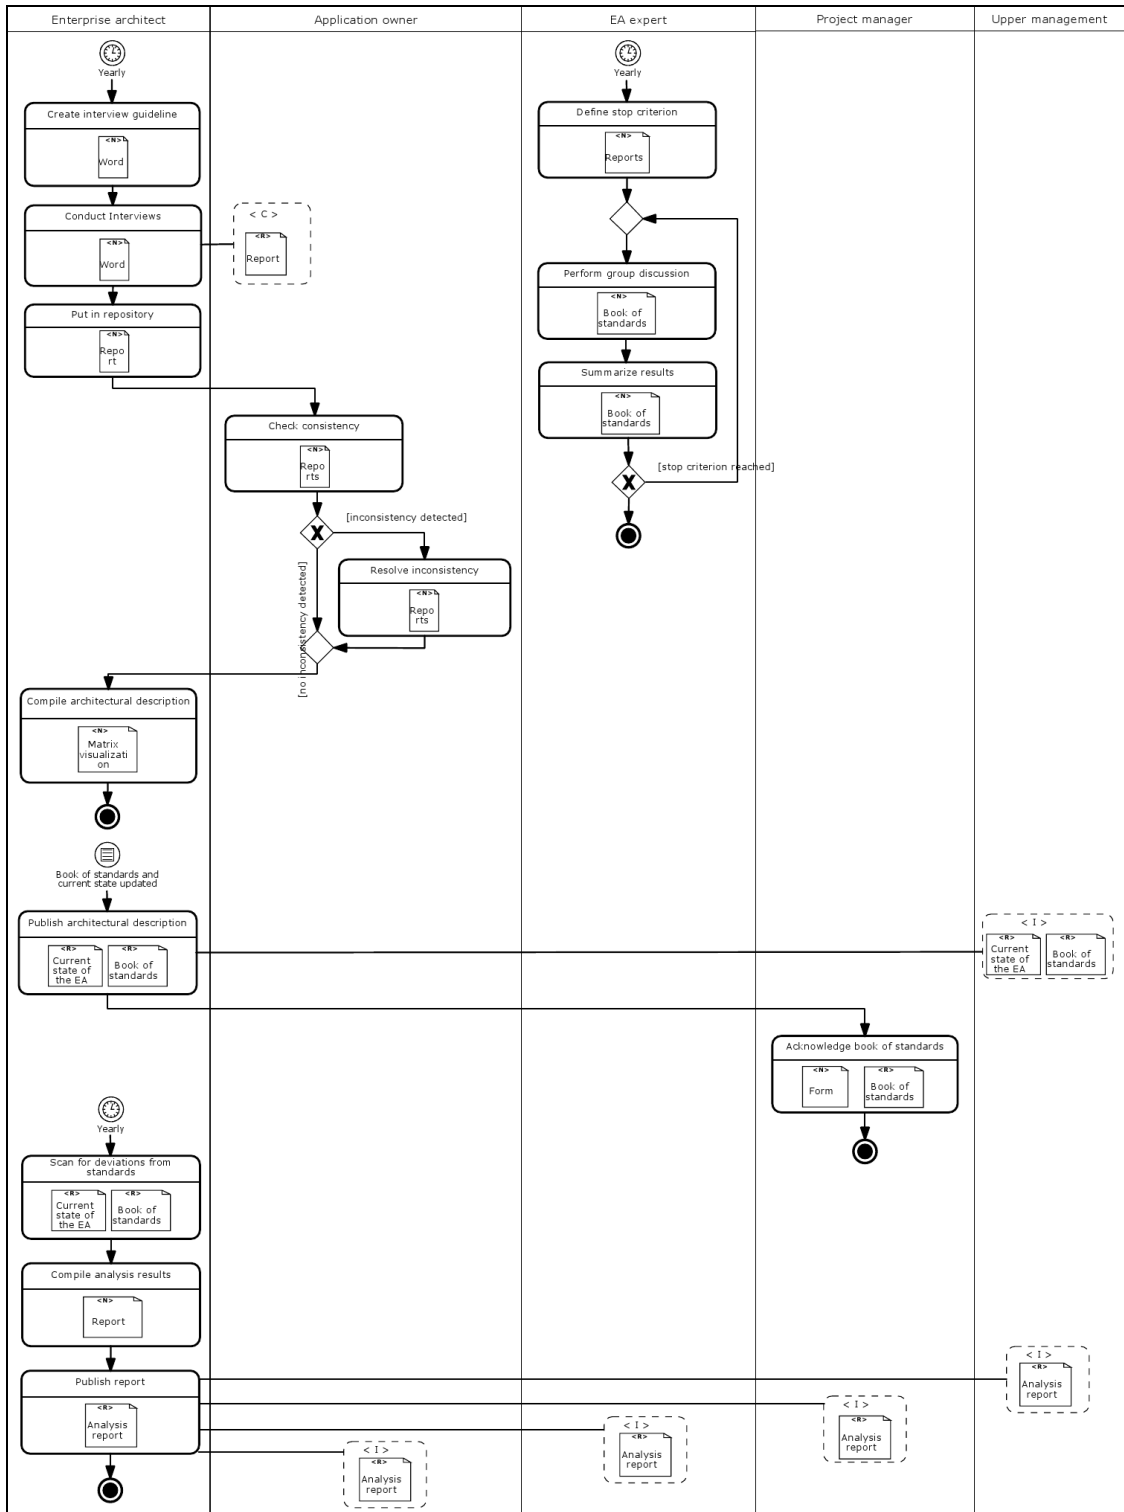 Enterprise architect
Application owner
EA expert
Project manager
Upper management
Yearly
Create interview guideline
<N>
Word
Conduct Interviews
<N>
Word
< C >
<R>
Report
Put in repository
<N>
Repo
rt
Yearly
Define stop criterion
<N>
Reports
Perform group discussion
<N>
Book of
standards
Summarize results
<N>
Book of
standards
[stop criterion reached]
Check consistency
<N>
Repo
rts
[inconsistency detected]
[no inconsistency detected]
Resolve inconsistency
<N>
Repo
rts
Compile architectural description
<N>
Matrix
visualizati
on
Book of standards and
current state updated
Publish architectural description
<R>
Current
state of
the EA
<R>
Book of
standards
< I >
<R>
Current
state of
the EA
<R>
Book of
standards
Acknowledge book of standards
<N>
Form
<R>
Book of
standards
Yearly
Scan for deviations from
standards
<R>
Current
state of
the EA
<R>
Book of
standards
Compile analysis results
<N>
Report
Publish report
<R>
Analysis
report
< I >
<R>
Analysis
report
< I >
<R>
Analysis
report
< I >
<R>
Analysis
report
< I >
<R>
Analysis
report